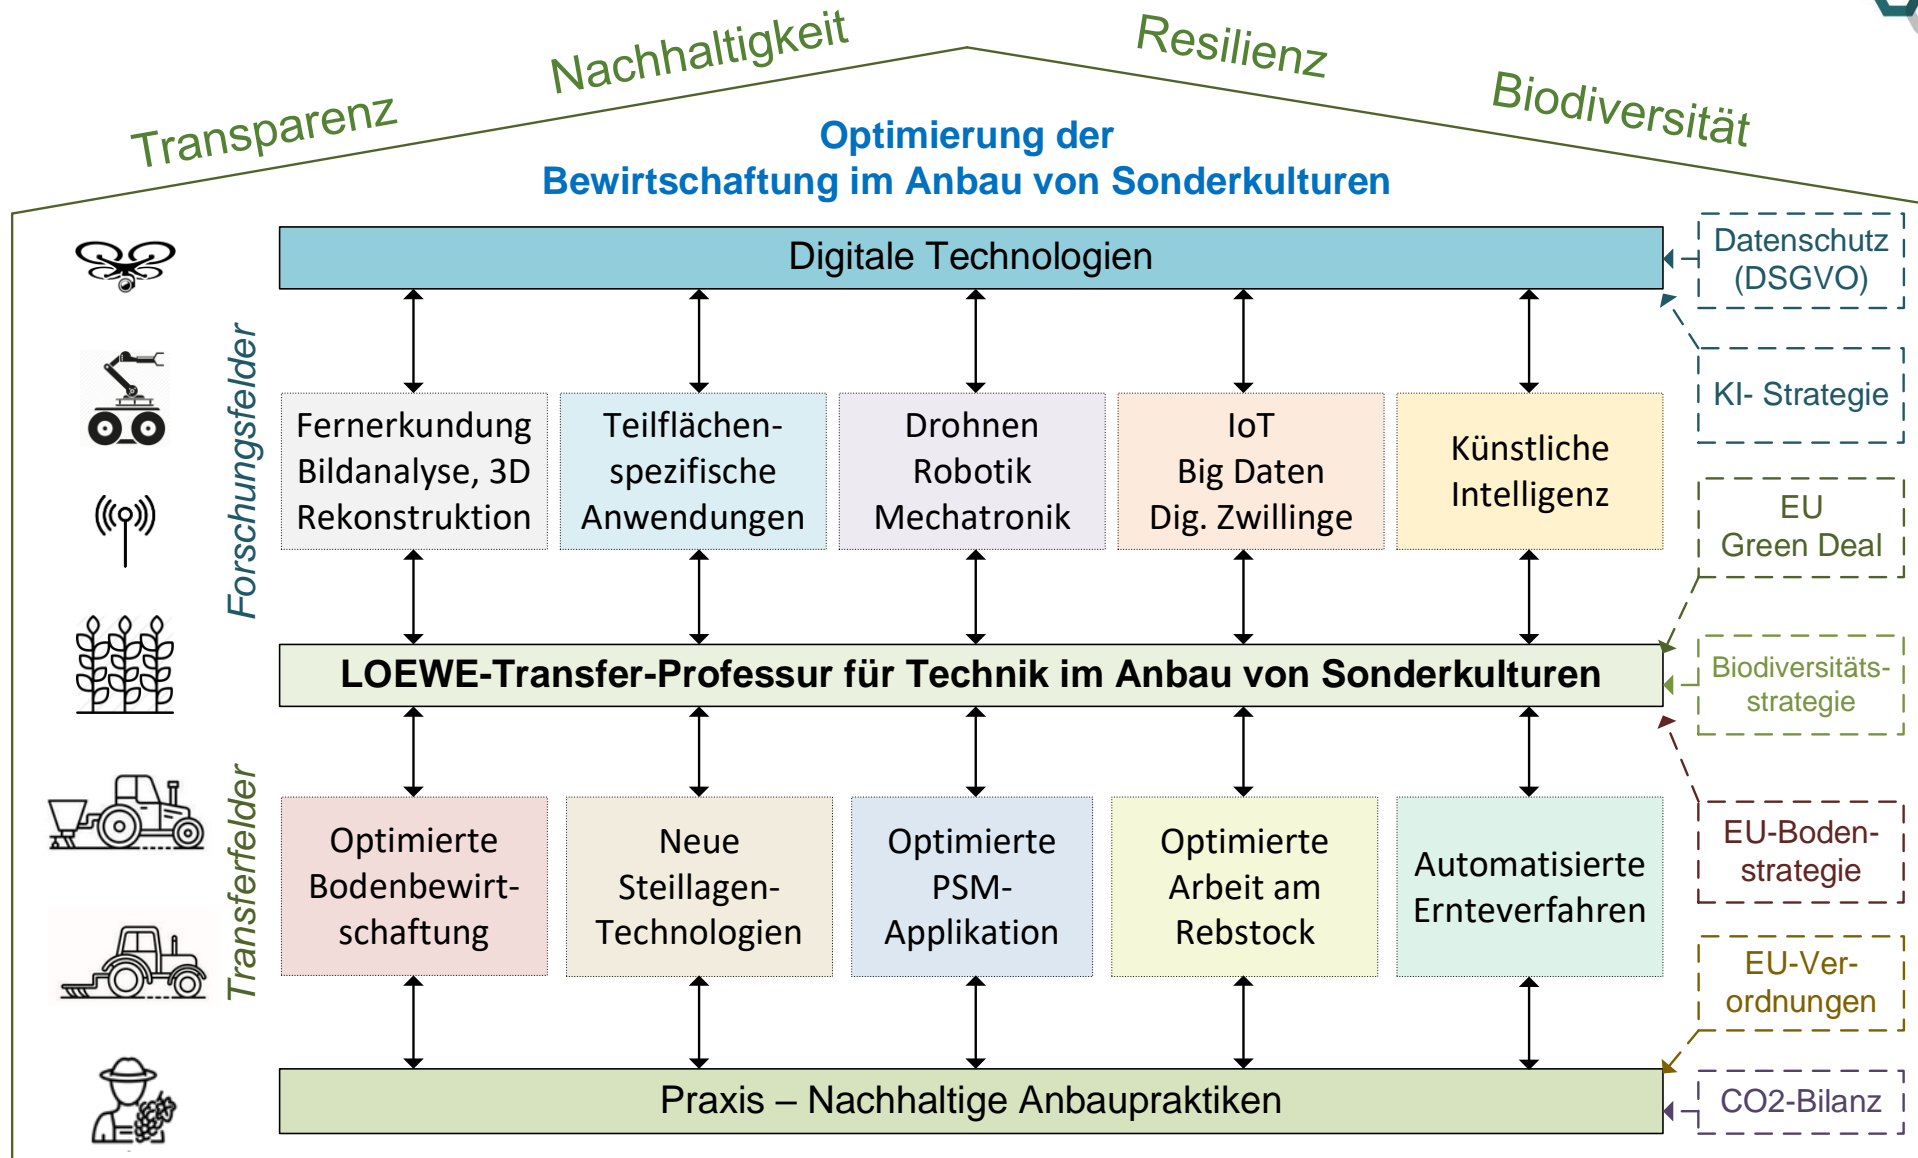 Transparenz
Nachhaltigkeit
Resilienz
Biodiversität
Optimierung der
Bewirtschaftung im Anbau von Sonderkulturen
Digitale Technologien
Datenschutz
(DSGVO)
KI- Strategie
Forschungsfelder
Fernerkundung
Bildanalyse, 3D
Rekonstruktion
Teilflächen-
spezifische
Anwendungen
Drohnen
Robotik
Mechatronik
IoT
Big Daten
Dig. Zwillinge
Künstliche
Intelligenz
EU
Green Deal
LOEWE-Transfer-Professur für Technik im Anbau von Sonderkulturen
Biodiversitäts-
strategie
Transferfelder
Optimierte
Bodenbewirt-
schaftung
Neue
Steillagen-
Technologien
Optimierte
PSM-
Applikation
Optimierte
Arbeit am
Rebstock
Automatisierte
Ernteverfahren
EU-Boden-
strategie
EU-Ver-
ordnungen
Praxis – Nachhaltige Anbaupraktiken
CO2-Bilanz